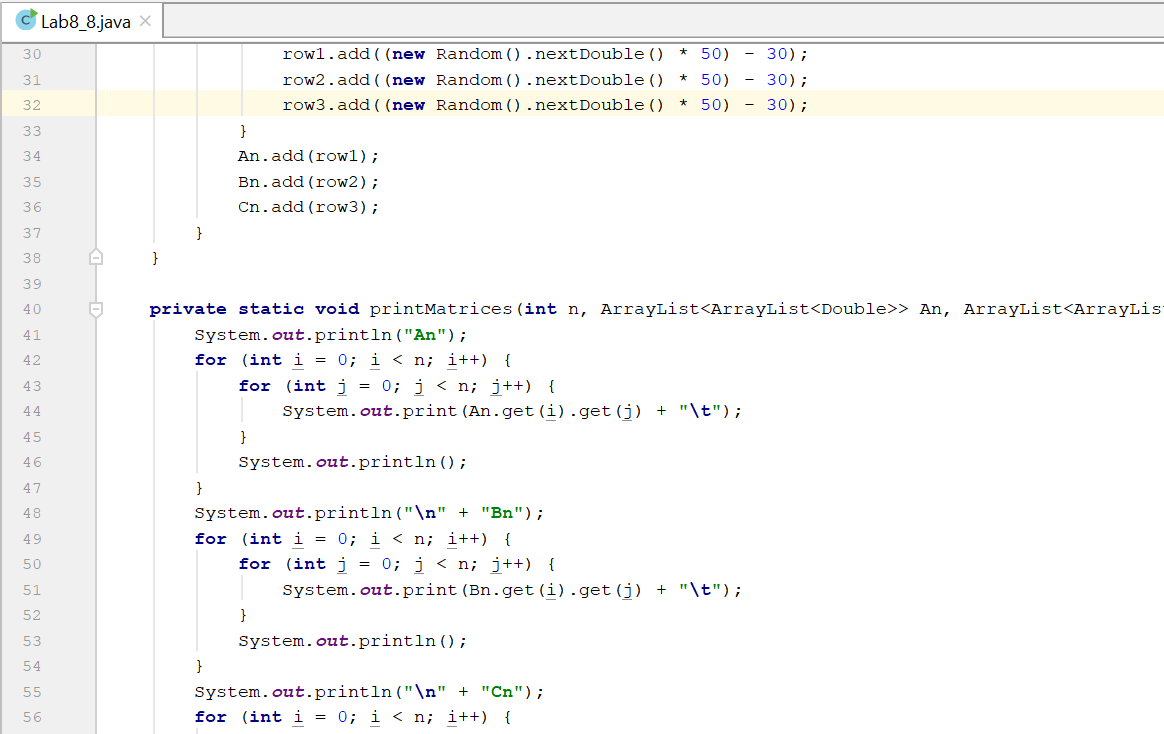 Lab8_8.java
30 row1.add((new Random().nextDouble() * 50) - 30);
31 row2.add((new Random().nextDouble() * 50) - 30);
32 row3.add((new Random().nextDouble() * 50) - 30);
33 }
34 An.add(row1);
35 Bn.add(row2);
36 Cn.add(row3);
37 }
38 }
39
40 private static void printMatrices(int n, ArrayList<ArrayList<Double>> An, ArrayList<ArrayLis
41 System.out.println("An");
42 for (int i = 0; i < n; i++) {
43 for (int j = 0; j < n; j++) {
44 System.out.print(An.get(i).get(j) + "\t");
45 }
46 System.out.println();
47 }
48 System.out.println("\n" + "Bn");
49 for (int i = 0; i < n; i++) {
50 for (int j = 0; j < n; j++) {
51 System.out.print(Bn.get(i).get(j) + "\t");
52 }
53 System.out.println();
54 }
55 System.out.println("\n" + "Cn");
56 for (int i = 0; i < n; i++) {